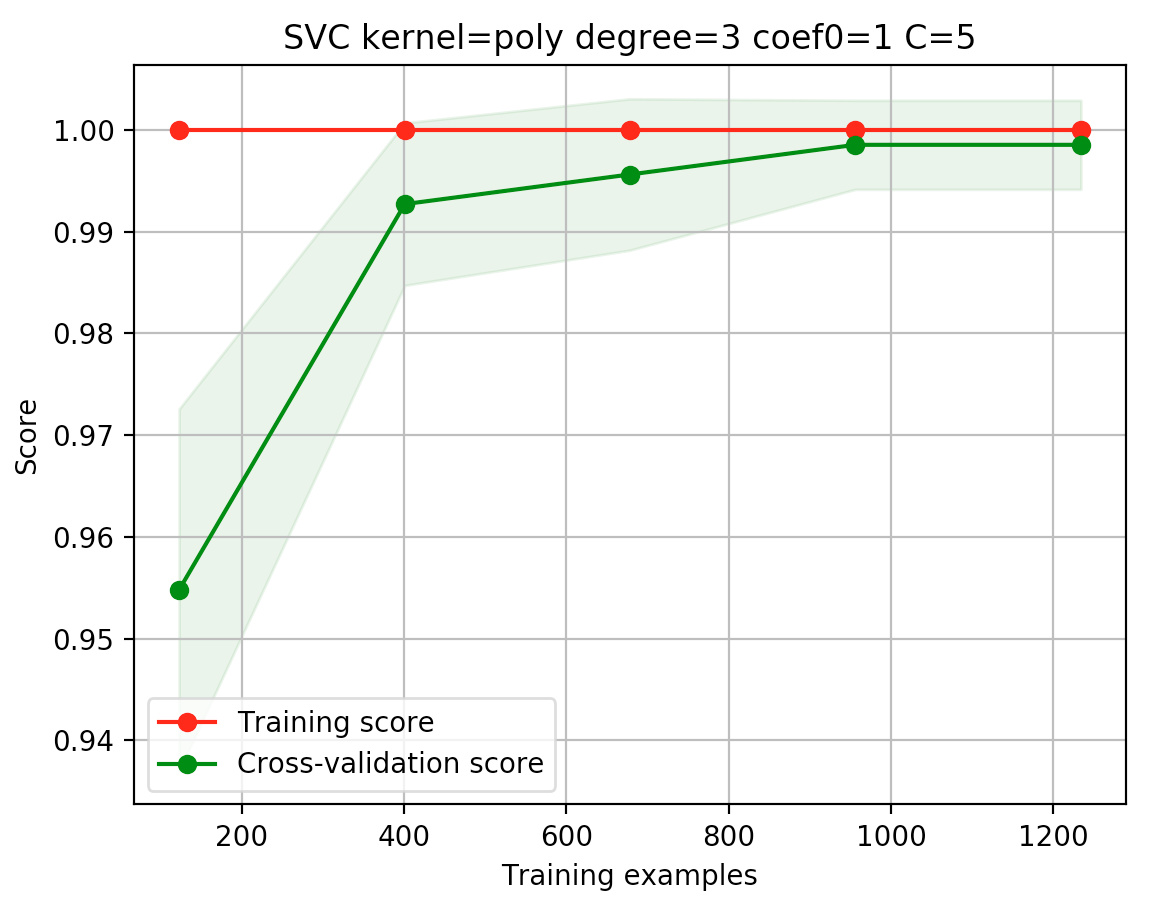 SVC kernel=poly degree=3 coef0=1 C=5
1.00
0.99
0.98
0.97
0.96
0.95
0.94
Score
Training score
Cross-validation score
200 400 600 800 1000 1200
Training examples